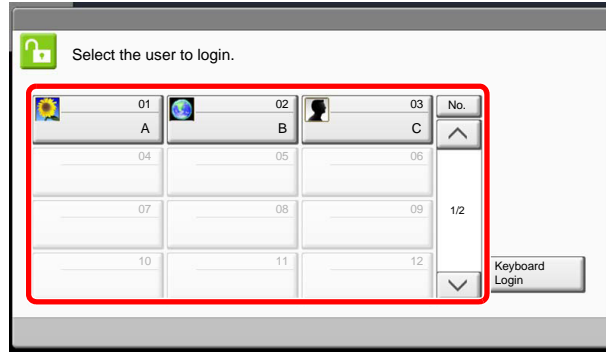 Select the user to login.
01 02 03 No.
A B C
04 05 06
07 08 09 1/2
10 11 12
Keyboard
Login